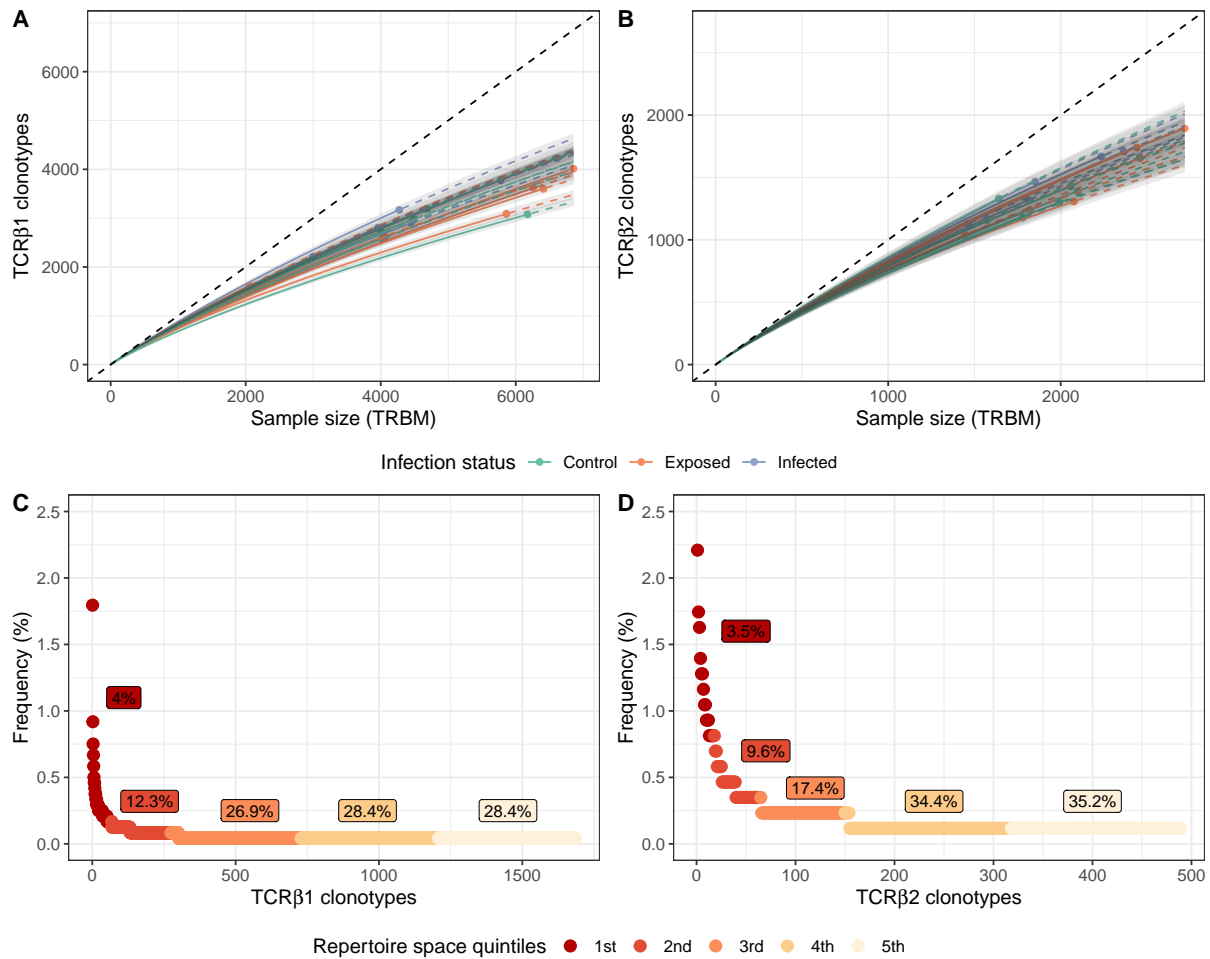 A
TCRβ1 clonotypes
6000
4000
2000
0
0 2000 4000 6000
Sample size (TRBM)
B
TCRβ2 clonotypes
2000
1000
0
0 1000 2000
Sample size (TRBM)
Infection status Control Exposed Infected
C
Frequency (%)
2.5
2.0
1.5
1.0
0.5
0.0
4%
12.3% 26.9% 28.4% 28.4%
0 500 1000 1500
TCRβ1 clonotypes
D
Frequency (%)
2.5
2.0
1.5
1.0
0.5
0.0
3.5%
9.6%
17.4%
34.4% 35.2%
0 100 200 300 400 500
TCRβ2 clonotypes
Repertoire space quintiles 1st 2nd 3rd 4th 5th